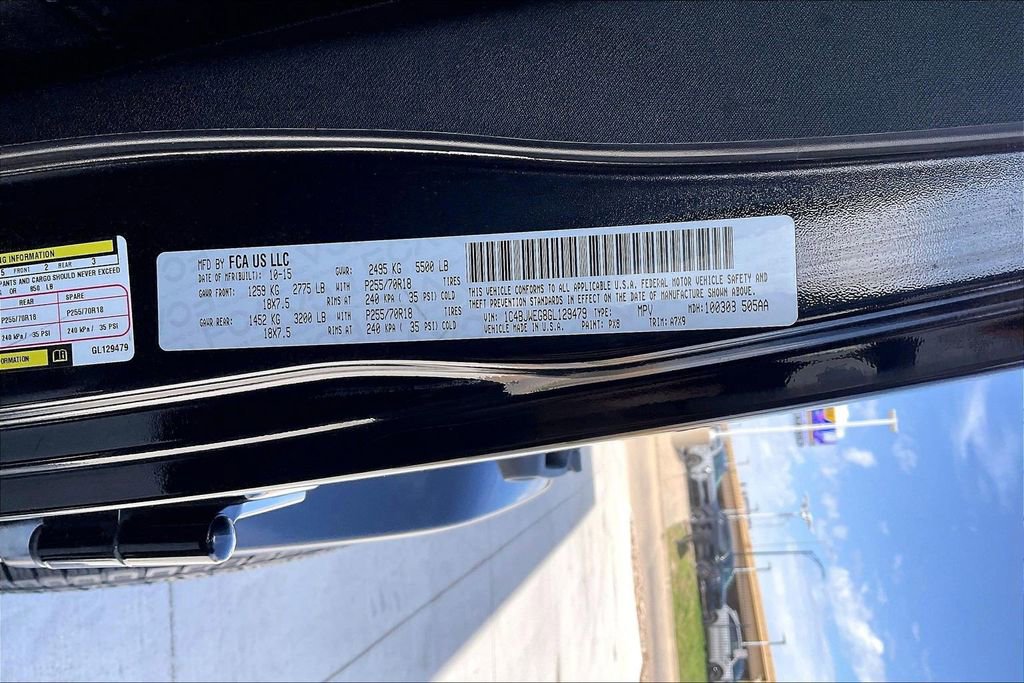 NG INFORMATION
5 FRONT 2 REAR 3
PANTS AND CARGO SHOULD NEVER EXCEED
OR 850 LB
REAR SPARE
P255/70R18 P255/70R18
240 kPa / 35 PSI 240 kPa / 35 PSI
ORMATION
GL129479
MFD BY FCA US LLC
DATE OF MFR(BUILT): 10-15 GVWR: 2495 KG 5500 LB
GAWR FRONT: 1259 KG 2775 LB P255/70R18 TIRES
18X7.5 RIMS AT 240 KPA ( 35 PSI) COLD
GAWR REAR: 1452 KG 3200 LB P255/70R18 TIRES
18X7.5 RIMS AT 240 KPA ( 35 PSI) COLD
THIS VEHICLE CONFORMS TO ALL APPLICABLE U.S.A. FEDERAL MOTOR VEHICLE SAFETY AND
THEFT PREVENTION STANDARDS IN EFFECT ON THE DATE OF MANUFACTURE SHOWN ABOVE.
VIN: 1C4BJWEG8GL129479 TYPE: MPV MDH: 100303 505AA
VEHICLE MADE IN U.S.A. PAINT: PX8 TRIM: A7X9